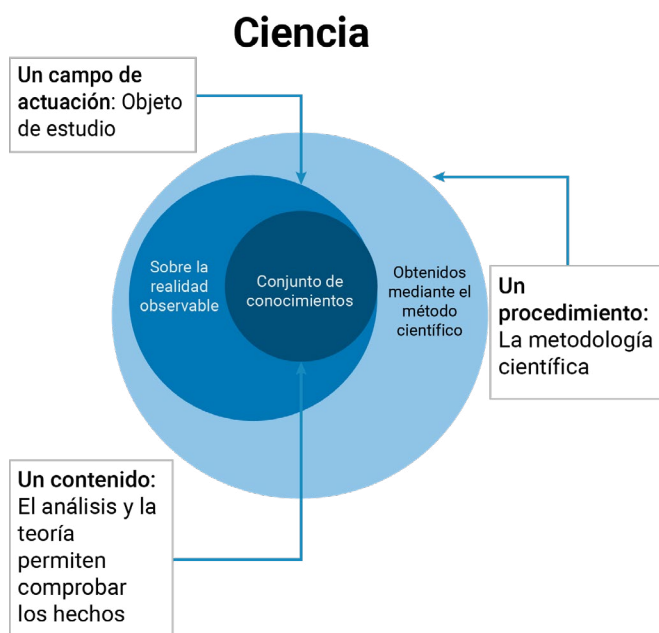 Ciencia
Un campo de
actuación: Objeto
de estudio
Sobre la
realidad
observable
Conjunto de
conocimientos
Obtenidos
mediante el
método
científico
Un
procedimiento:
La metodología
científica
Un contenido:
El análisis y la
teoría
permiten
comprobar
los hechos